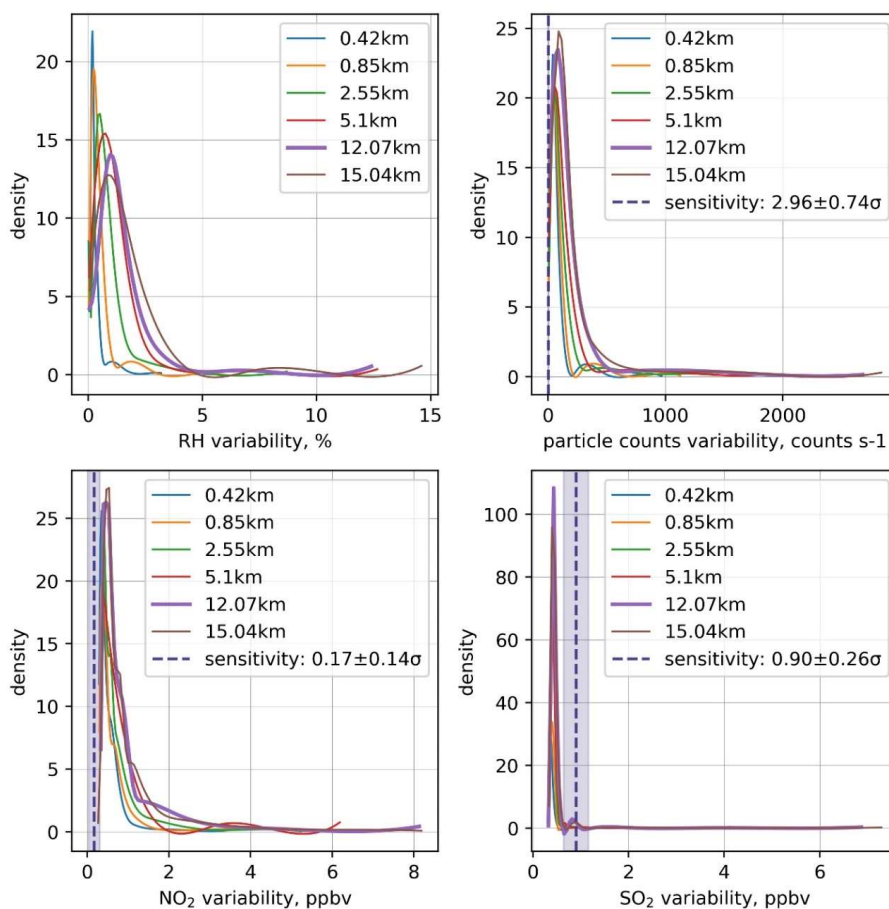 20
15
10
5
0
density
0.42km
0.85km
2.55km
5.1km
12.07km
15.04km
0
5
10
15
RH variability, %
25
20
15
10
5
0
density
0.42km
0.85km
2.55km
5.1km
12.07km
15.04km
sensitivity: 2.96±0.74σ
0
1000
2000
particle counts variability, counts s-1
25
20
15
10
5
0
density
0.42km
0.85km
2.55km
5.1km
12.07km
15.04km
sensitivity: 0.17±0.14σ
0
2
4
6
8
NO₂ variability, ppbv
100
80
60
40
20
0
density
0.42km
0.85km
2.55km
5.1km
12.07km
15.04km
sensitivity: 0.90±0.26σ
0
2
4
6
SO₂ variability, ppbv